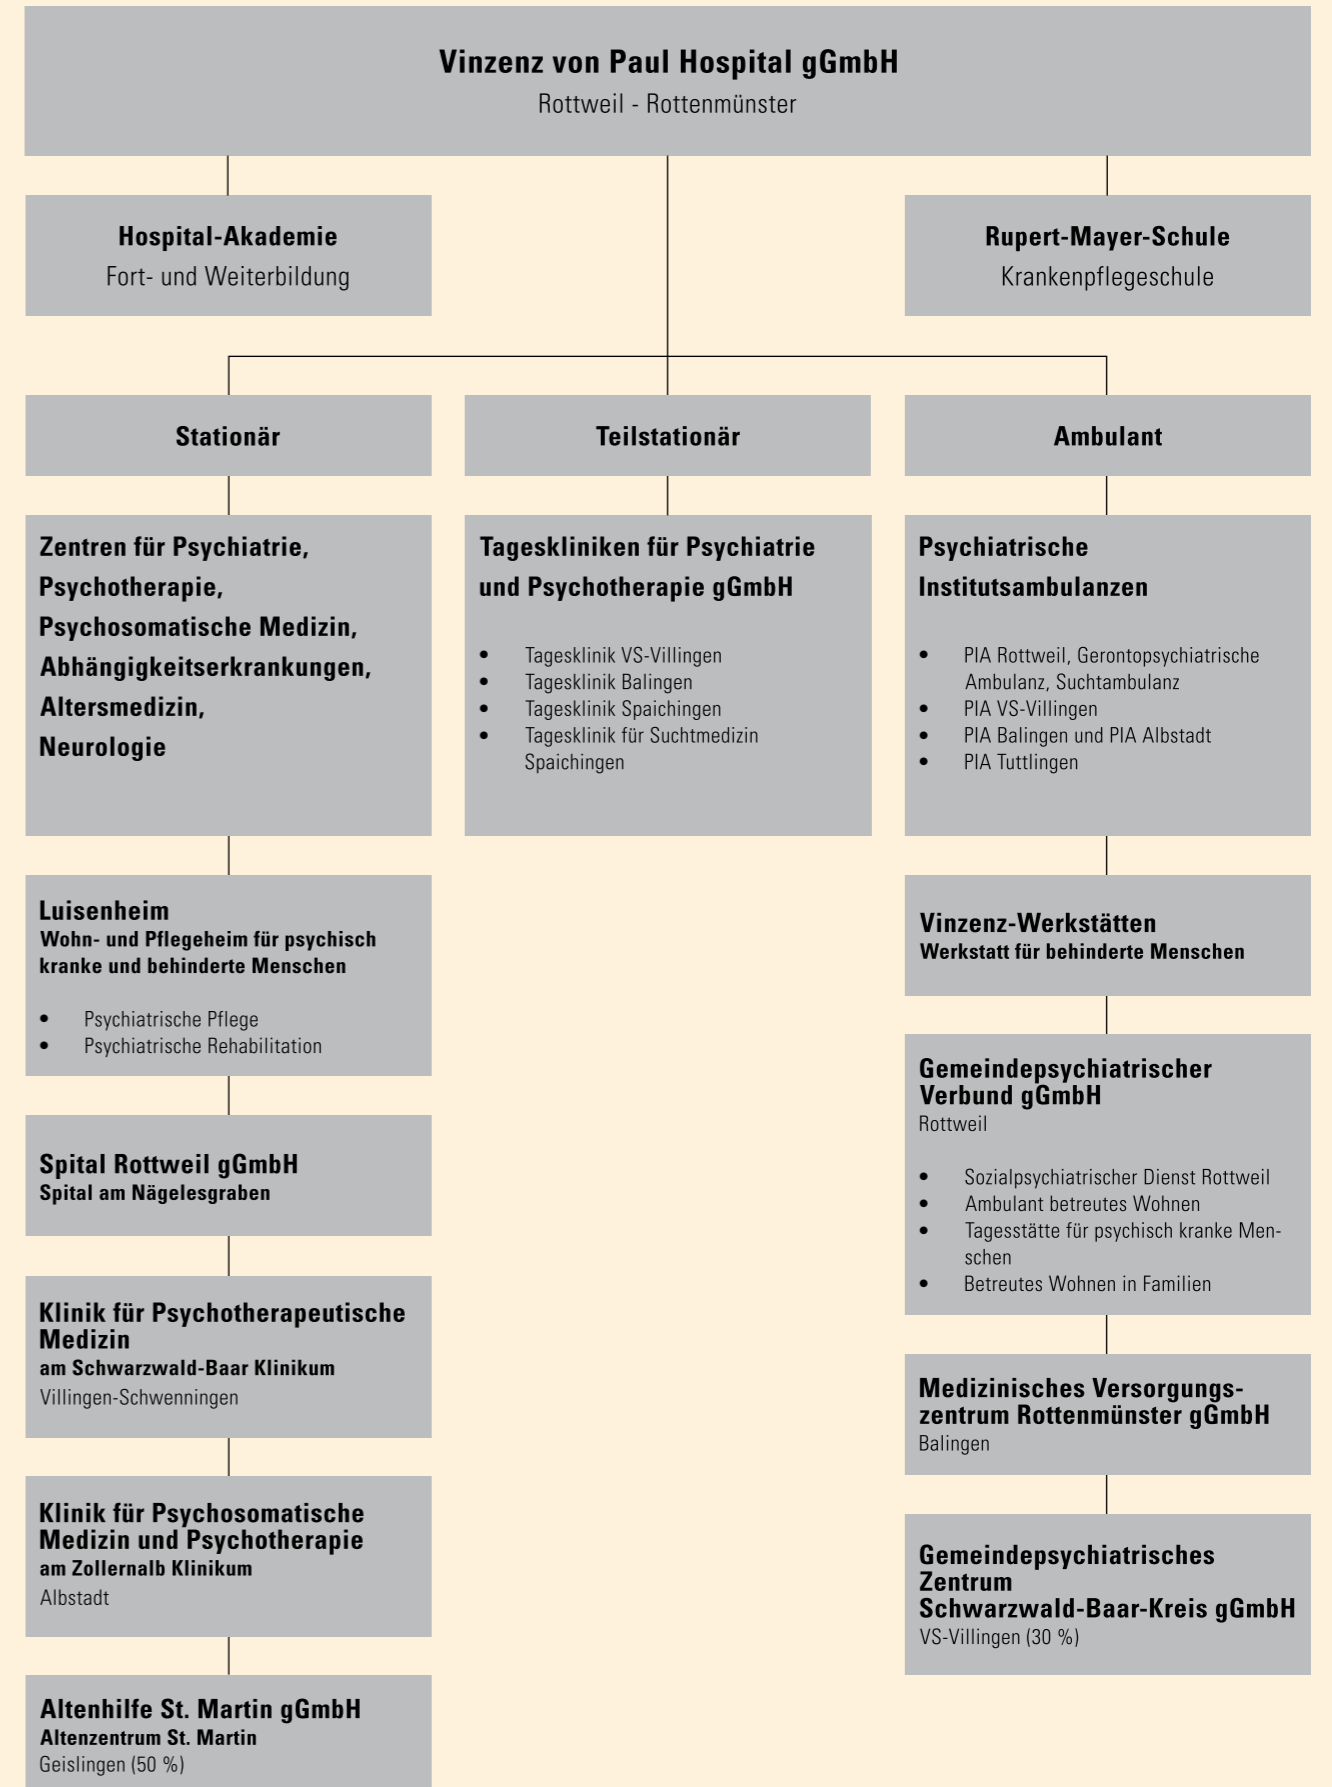 Vinzenz von Paul Hospital gGmbH
Rottweil - Rottenmünster
Hospital-Akademie
Fort- und Weiterbildung
Rupert-Mayer-Schule
Krankenpflegeschule
Stationär
Teilstationär
Ambulant
Zentren für Psychiatrie,
Psychotherapie,
Psychosomatische Medizin,
Abhängigkeitserkrankungen,
Altersmedizin,
Neurologie
Tageskliniken für Psychiatrie
und Psychotherapie gGmbH
• Tagesklinik VS-Villingen
• Tagesklinik Balingen
• Tagesklinik Spaichingen
• Tagesklinik für Suchtmedizin
Spaichingen
Psychiatrische
Institutsambulanzen
• PIA Rottweil, Gerontopsychiatrische
Ambulanz, Suchtambulanz
• PIA VS-Villingen
• PIA Balingen und PIA Albstadt
• PIA Tuttlingen
Luisenheim
Wohn- und Pflegeheim für psychisch
kranke und behinderte Menschen
• Psychiatrische Pflege
• Psychiatrische Rehabilitation
Spital Rottweil gGmbH
Spital am Nägelesgraben
Klinik für Psychotherapeutische
Medizin
am Schwarzwald-Baar Klinikum
Villingen-Schwenningen
Klinik für Psychosomatische
Medizin und Psychotherapie
am Zollernalb Klinikum
Albstadt
Altenhilfe St. Martin gGmbH
Altenzentrum St. Martin
Geislingen (50 %)
Vinzenz-Werkstätten
Werkstatt für behinderte Menschen
Gemeindepsychiatrischer
Verbund gGmbH
Rottweil
• Sozialpsychiatrischer Dienst Rottweil
• Ambulant betreutes Wohnen
• Tagesstätte für psychisch kranke Men-
schen
• Betreutes Wohnen in Familien
Medizinisches Versorgungs-
zentrum Rottenmünster gGmbH
Balingen
Gemeindepsychiatrisches
Zentrum
Schwarzwald-Baar-Kreis gGmbH
VS-Villingen (30 %)